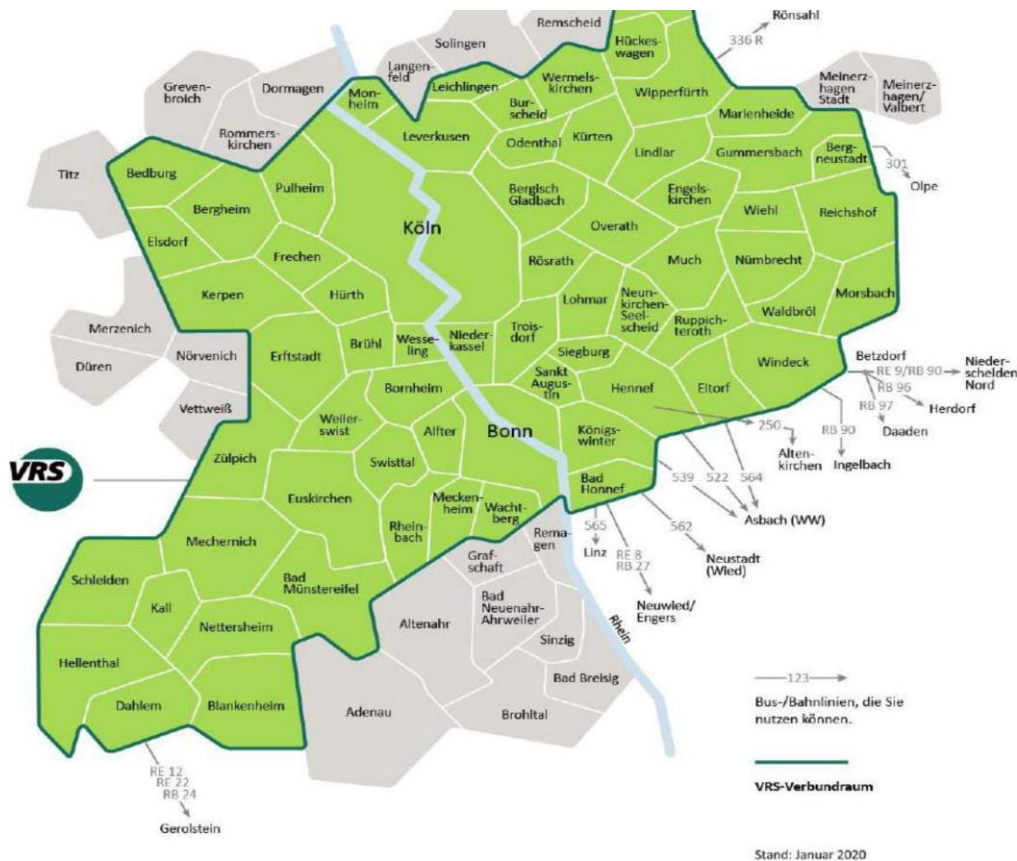 Remscheid
Rönsahl
336 R
Solingen
Hückes-
wagen
Langen-
feld
Leichlingen
Wermels-
kirchen
Wipperfürth
Meinerz-
hagen
Stadt
Meinerz-
hagen/
Valbert
Greven-
broich
Dormagen
Mon-
heim
Bur-
scheid
Marienheide
Rommers-
kirchen
Leverkusen
Odenthal
Kürten
Lindlar
Gummersbach
Berg-
neustadt
301
Olpe
Titz
Bedburg
Pulheim
Bergheim
Bergisch
Gladbach
Engels-
kirchen
Wiehl
Reichshof
Köln
Overath
Elsdorf
Frechen
Rösrath
Much
Nümbrecht
Kerpen
Hürth
Lohmar
Neun-
kirchen-
Seel-
scheid
Morsbach
Waldbröl
Ruppich-
teroth
Merzenich
Düren
Nörvenich
Erftstadt
Brühl
Wesse-
ling
Nieder-
kassel
Trois-
dorf
Siegburg
Windeck
Betzdorf
RE 9/RB 90
Nieder-
schelden
Nord
RB 96
Herdorf
RB 97
Daaden
RB 90
Ingelbach
Vettweiß
Bornheim
Sankt
Augus-
tin
Hennef
Eitorf
Weiler-
swist
Alfter
Bonn
Königs-
winter
250
Alten-
kirchen
VRS
Zülpich
Swisttal
Bad
Honnef
539
522
564
Asbach (WW)
Euskirchen
Rhein-
bach
Mecken-
heim
Wacht-
berg
565
Linz
562
Neustadt
(Wied)
Mechernich
Rema-
gen
Graf-
schaft
RE 8
RB 27
Neuwied/
Engers
Schleiden
Bad
Münstereifel
Kall
Nettersheim
Altenahr
Bad
Neuenahr-
Ahrweiler
Sinzig
Rhein
Hellenthal
Bad Breisig
Dahlem
Blankenheim
Adenau
Brohltal
RE 12
RE 22
RB 24
Gerolstein
123
Bus-/Bahnlinien, die Sie
nutzen können.
VRS-Verbundraum
Stand: Januar 2020